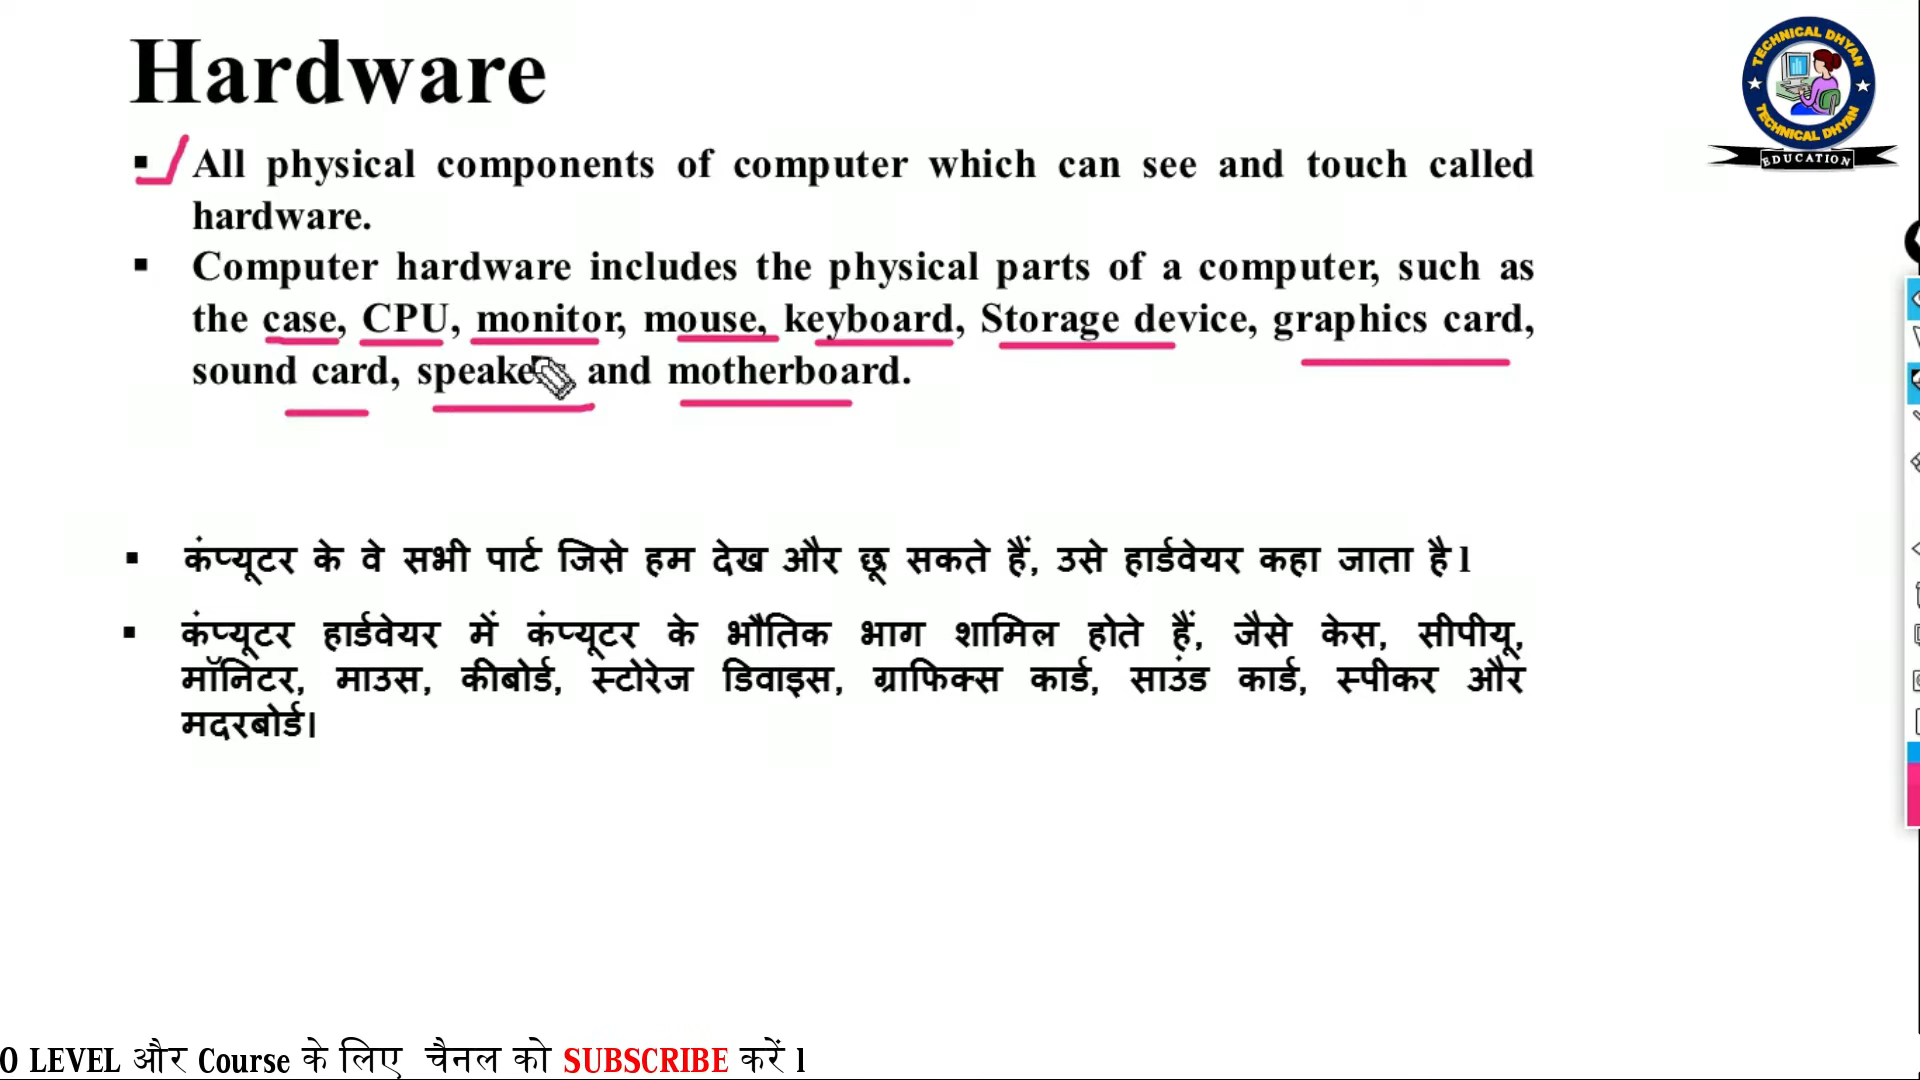 Hardware
TECHNICAL DHYAN
TECHNICAL DHYAN
EDUCATION
▪ All physical components of computer which can see and touch called
hardware.
▪ Computer hardware includes the physical parts of a computer, such as
the case, CPU, monitor, mouse, keyboard, Storage device, graphics card,
sound card, and motherboard.
▪ कंप्यूटर के वे सभी पार्ट जिसे हम देख और छू सकते हैं, उसे हार्डवेयर कहा जाता है l
▪ कंप्यूटर हार्डवेयर में कंप्यूटर के भौतिक भाग शामिल होते हैं, जैसे केस, सीपीयू,
मॉनिटर, माउस, कीबोर्ड, स्टोरेज डिवाइस, ग्राफिक्स कार्ड, साउंड कार्ड, स्पीकर और
मदरबोर्ड।
O LEVEL और Course के लिए चैनल को SUBSCRIBE करें l